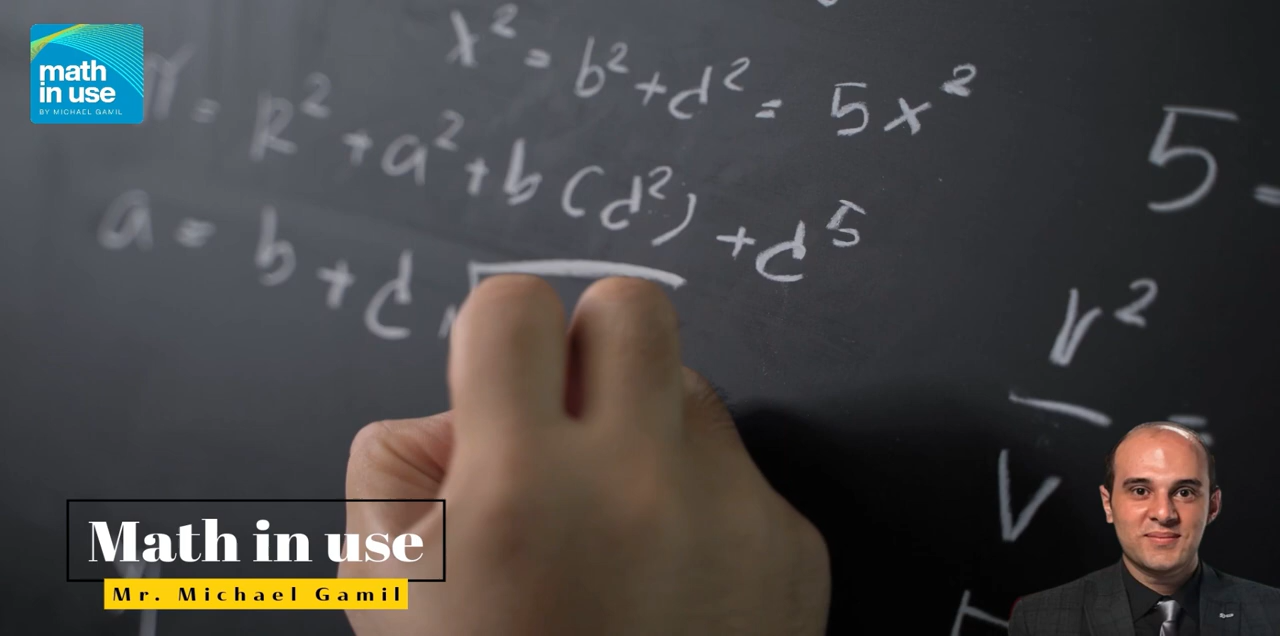 math
in use
BY MICHAEL GAMIL
x² = b² + d² = 5x²
= R² + a² + b(d²) + d⁵
a = b + d
5 =
V²
V
Math in use
Mr. Michael Gamil